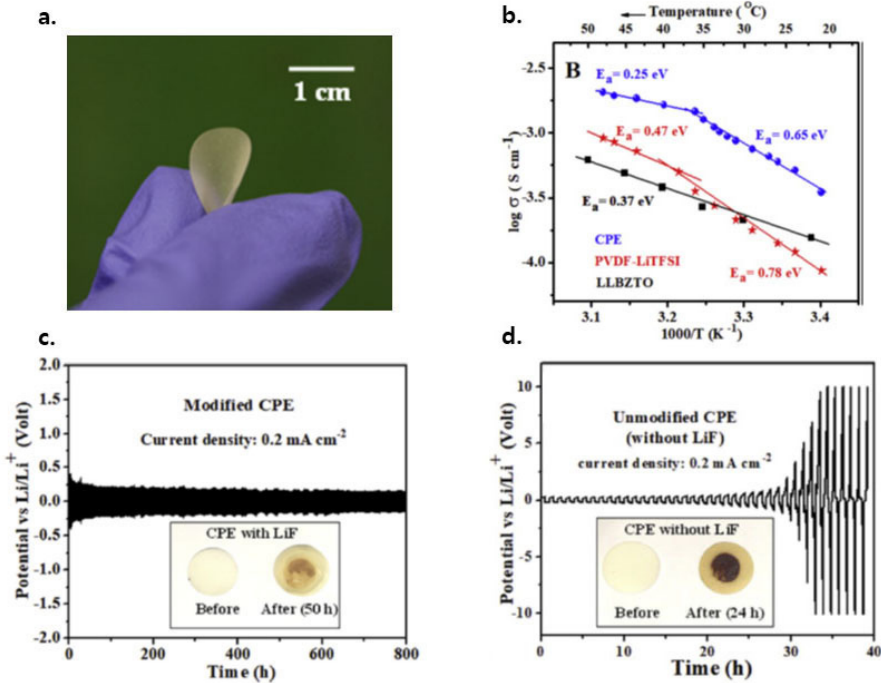 a.
1 cm
b.
Temperature ( °C)
50 45 40 35 30 25 20
B
Eₐ= 0.25 eV
Eₐ= 0.47 eV
Eₐ= 0.65 eV
Eₐ= 0.37 eV
Eₐ= 0.78 eV
CPE
PVDF-LiTFSI
LLBZTO
log σ ( S cm⁻¹)
-2.5
-3.0
-3.5
-4.0
3.1 3.2 3.3 3.4
1000/T (K⁻¹)
c.
Potential vs Li/Li⁺ (Volt)
2.0
1.5
1.0
0.5
0.0
-0.5
-1.0
-1.5
-2.0
Modified CPE
Current density: 0.2 mA cm⁻²
CPE with LiF
Before After (50 h)
0 200 400 600 800
Time (h)
d.
Potential vs Li/Li⁺ (Volt)
10
5
0
-5
-10
Unmodified CPE
(without LiF)
current density: 0.2 mA cm⁻²
CPE without LiF
Before After (24 h)
0 10 20 30 40
Time (h)